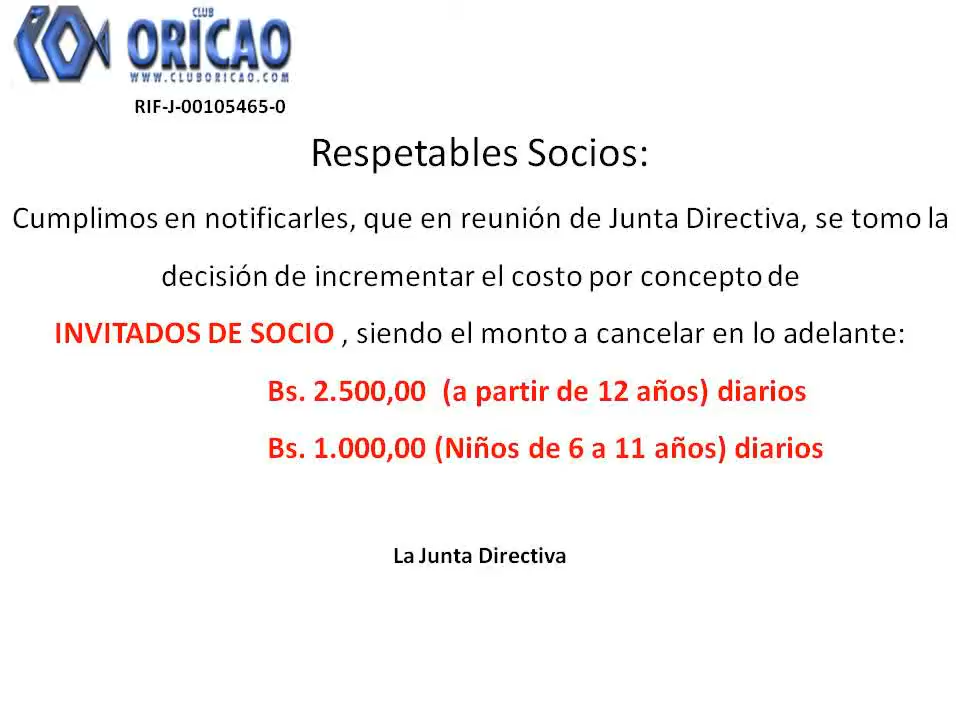 CLUB
ORICAO
WWW.CLUBORICAO.COM
RIF-J-00105465-0
Respetables Socios:
Cumplimos en notificarles, que en reunión de Junta Directiva, se tomo la
decisión de incrementar el costo por concepto de
INVITADOS DE SOCIO , siendo el monto a cancelar en lo adelante:
Bs. 2.500,00 (a partir de 12 años) diarios
Bs. 1.000,00 (Niños de 6 a 11 años) diarios
La Junta Directiva